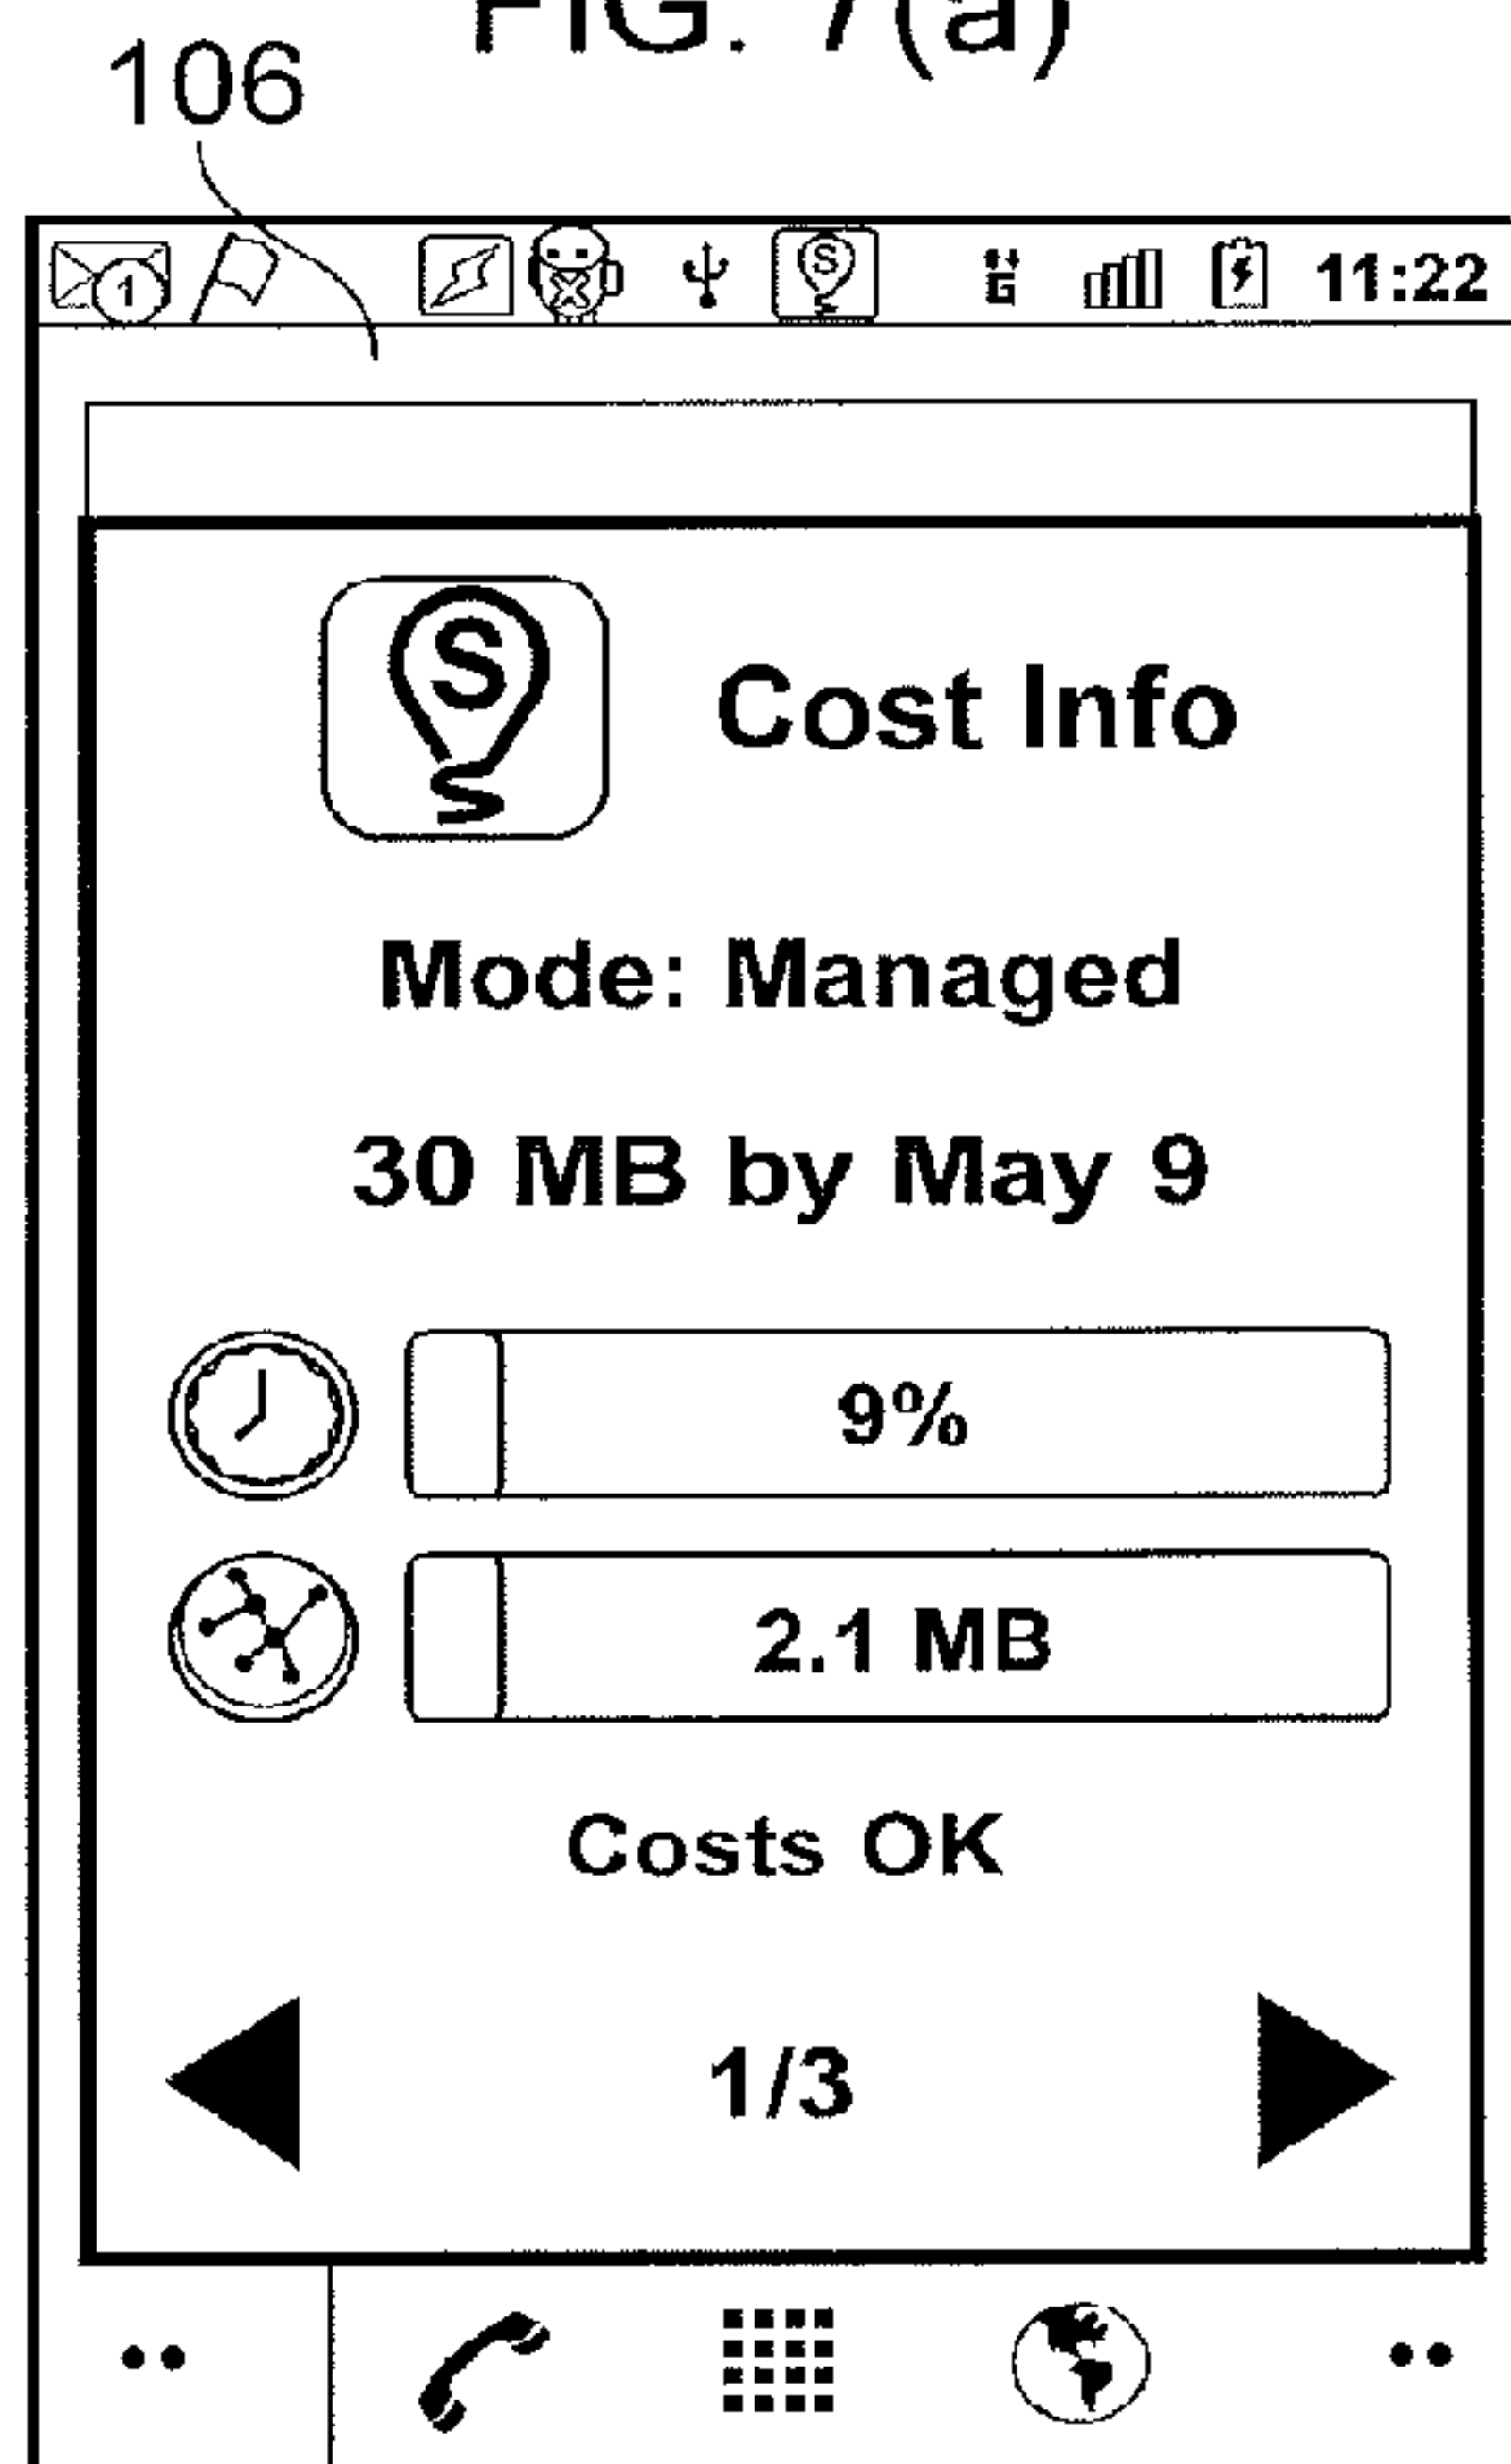 FIG. 7(a)
106
1
S
G
11:22
S
Cost Info
Mode: Managed
30 MB by May 9
9%
2.1 MB
Costs OK
1/3